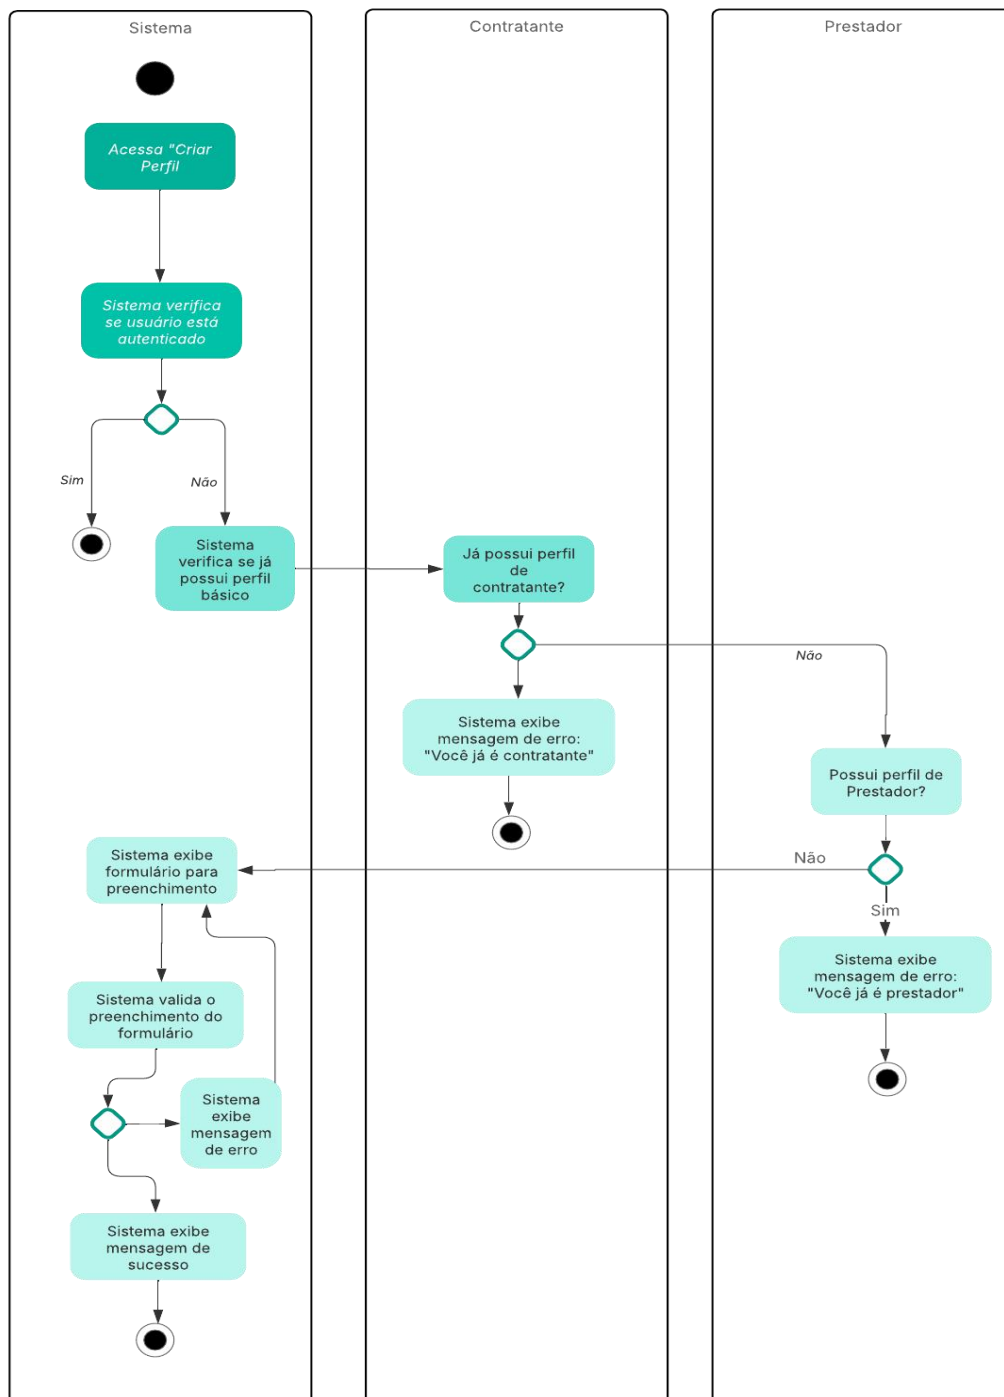 Sistema
Contratante
Prestador
Acessa "Criar
Perfil
Sistema verifica
se usuário está
autenticado
Sim
Não
Sistema
verifica se já
possui perfil
básico
Já possui perfil
de
contratante?
Não
Sistema exibe
mensagem de erro:
"Você já é contratante"
Possui perfil de
Prestador?
Não
Sim
Sistema exibe
mensagem de erro:
"Você já é prestador"
Sistema exibe
formulário para
preenchimento
Sistema valida o
preenchimento do
formulário
Sistema
exibe
mensagem
de erro
Sistema exibe
mensagem de
sucesso